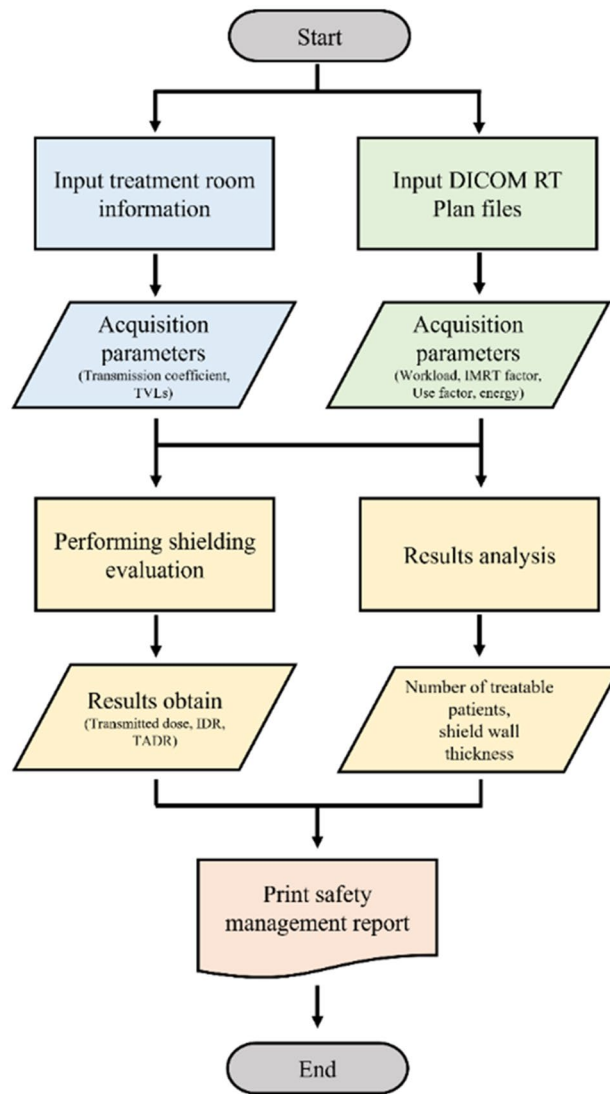 Start
Input treatment room
information
Input DICOM RT
Plan files
Acquisition
parameters
(Transmission coefficient,
TVLs)
Acquisition
parameters
(Workload, IMRT factor,
Use factor, energy)
Performing shielding
evaluation
Results analysis
Results obtain
(Transmitted dose, IDR,
TADR)
Number of treatable
patients,
shield wall
thickness
Print safety
management report
End